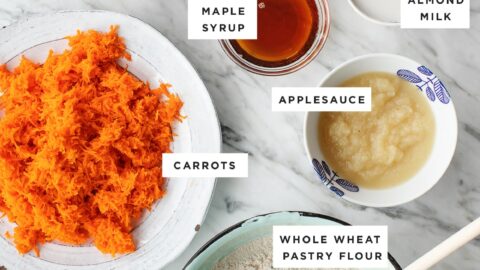 MAPLE
SYRUP
ALMOND
MILK
APPLESAUCE
CARROTS
WHOLE WHEAT
PASTRY FLOUR